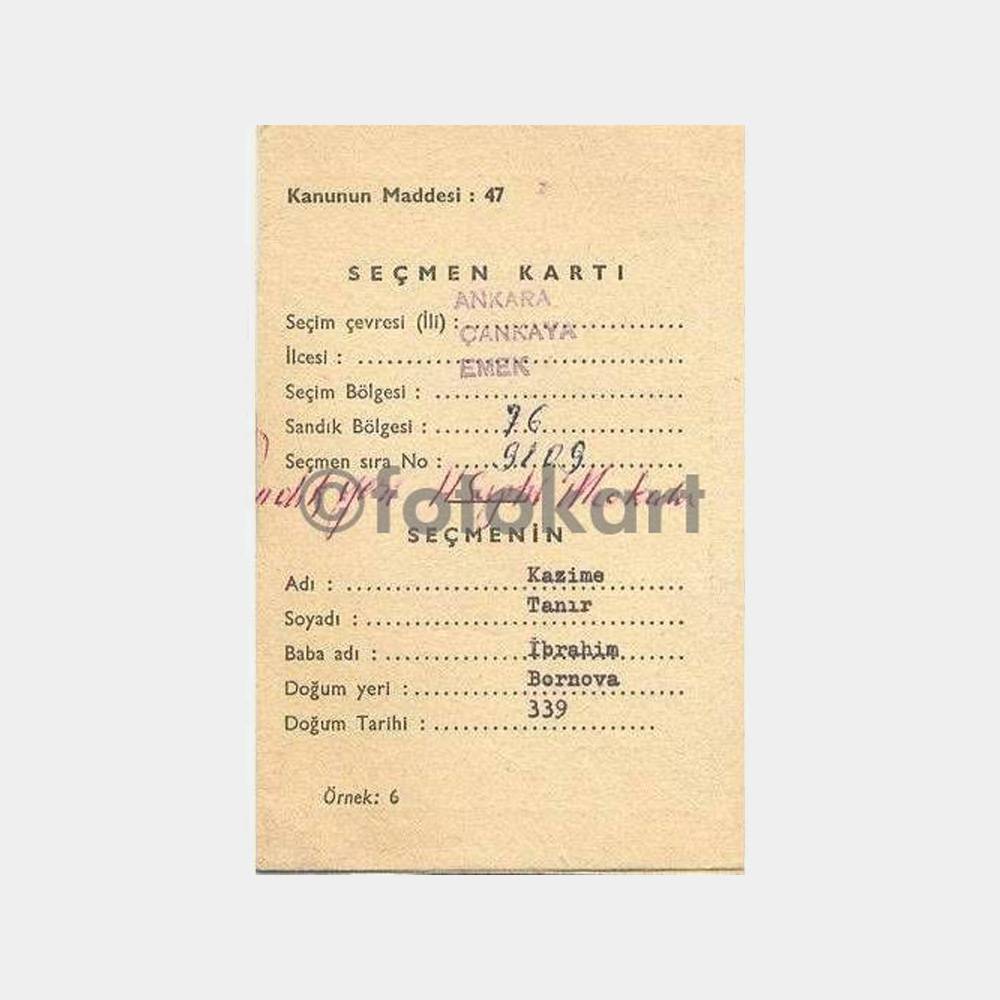 Kanunun Maddesi : 47
SEÇMEN KARTI
ANKARA
Seçim çevresi (İli) :
ÇANKAYA
İlcesi :
EMEK
Seçim Bölgesi :
Sandık Bölgesi : 76
Seçmen sıra No : 9109
©fotokart
SEÇMENİN
Adı : Kazime
Soyadı : Tanır
Baba adı : İbrahim
Doğum yeri : Bornova
Doğum Tarihi : 339
Örnek: 6